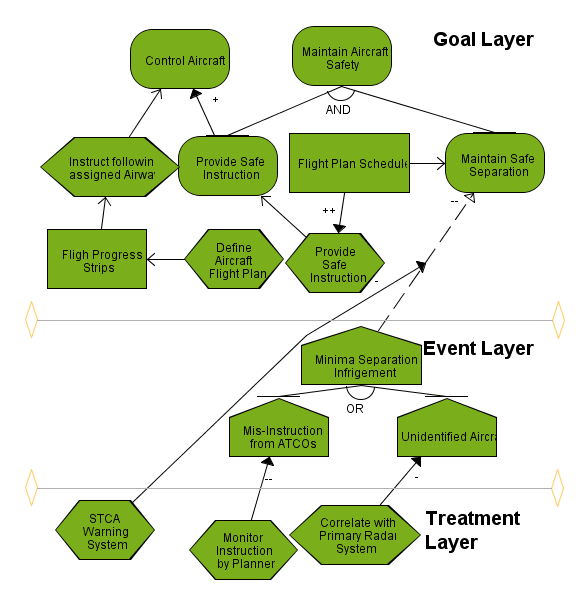 Goal Layer
Control Aircraft
Maintain Aircraft
Safety
+
AND
Instruct followin
assigned Airwa
Provide Safe
Instruction
Flight Plan Schedule
Maintain Safe
Separation
++
--
Fligh Progress
Strips
Define
Aircraft
Flight Plan
Provide
Safe
Instruction
-
Event Layer
Minima Separation
Infrigement
OR
Mis-Instruction
from ATCOs
Unidentified Aircra
--
-
Treatment
Layer
STCA
Warning
System
Monitor
Instruction
by Planner
Correlate with
Primary Radar
System